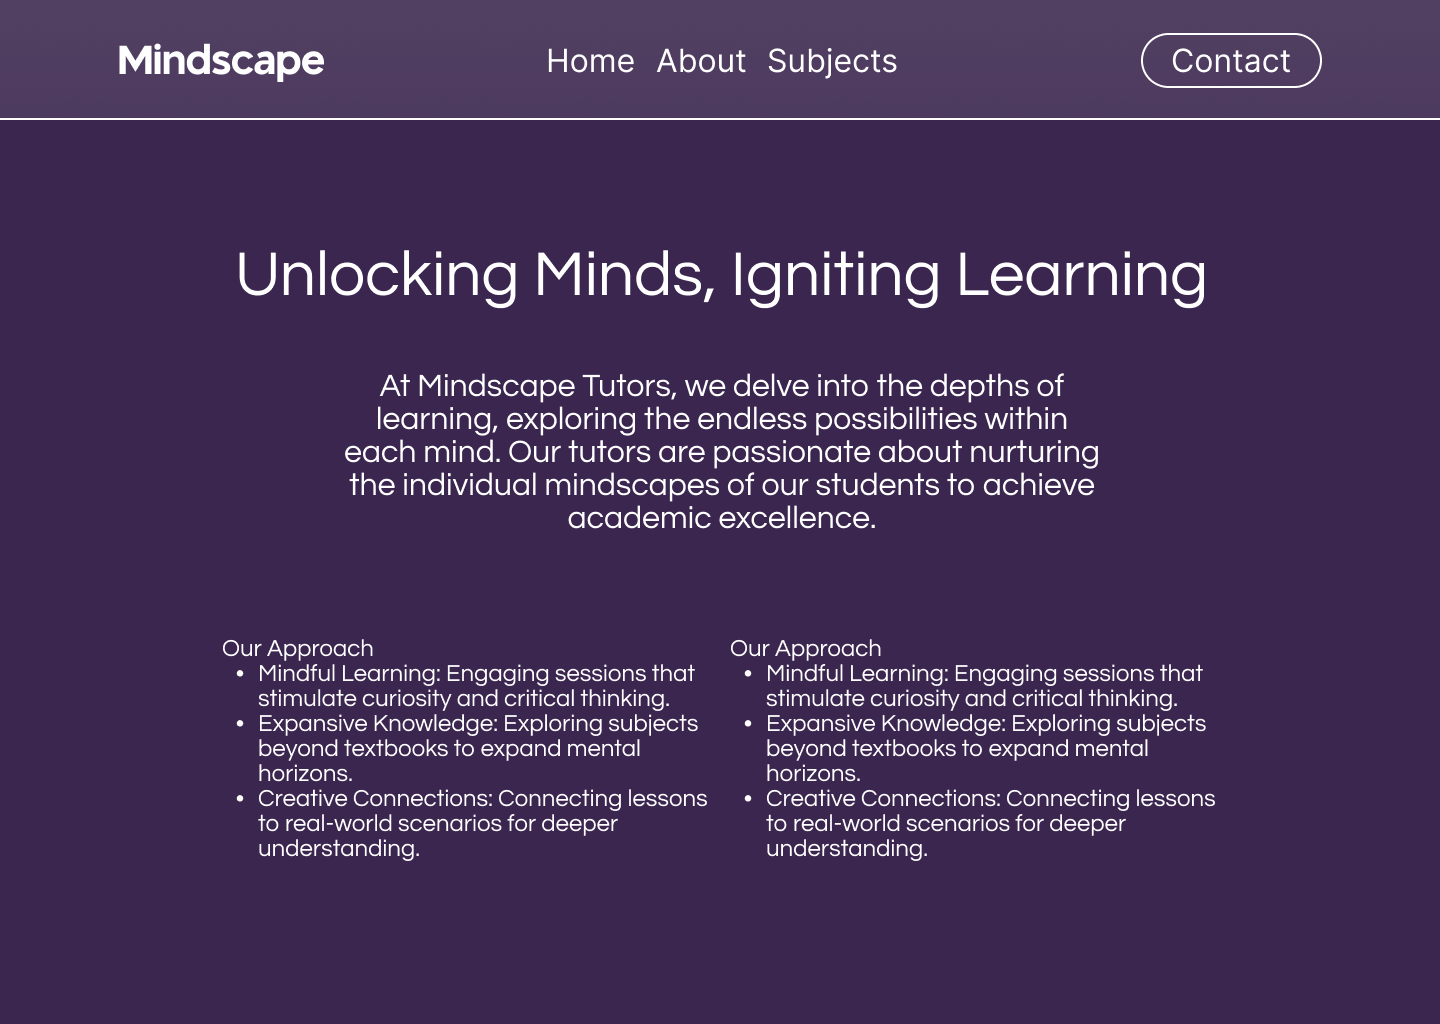 Mindscape
Home About Subjects
Contact
Unlocking Minds, Igniting Learning
At Mindscape Tutors, we delve into the depths of
learning, exploring the endless possibilities within
each mind. Our tutors are passionate about nurturing
the individual mindscapes of our students to achieve
academic excellence.
Our Approach
• Mindful Learning: Engaging sessions that
stimulate curiosity and critical thinking.
• Expansive Knowledge: Exploring subjects
beyond textbooks to expand mental
horizons.
• Creative Connections: Connecting lessons
to real-world scenarios for deeper
understanding.
Our Approach
• Mindful Learning: Engaging sessions that
stimulate curiosity and critical thinking.
• Expansive Knowledge: Exploring subjects
beyond textbooks to expand mental
horizons.
• Creative Connections: Connecting lessons
to real-world scenarios for deeper
understanding.